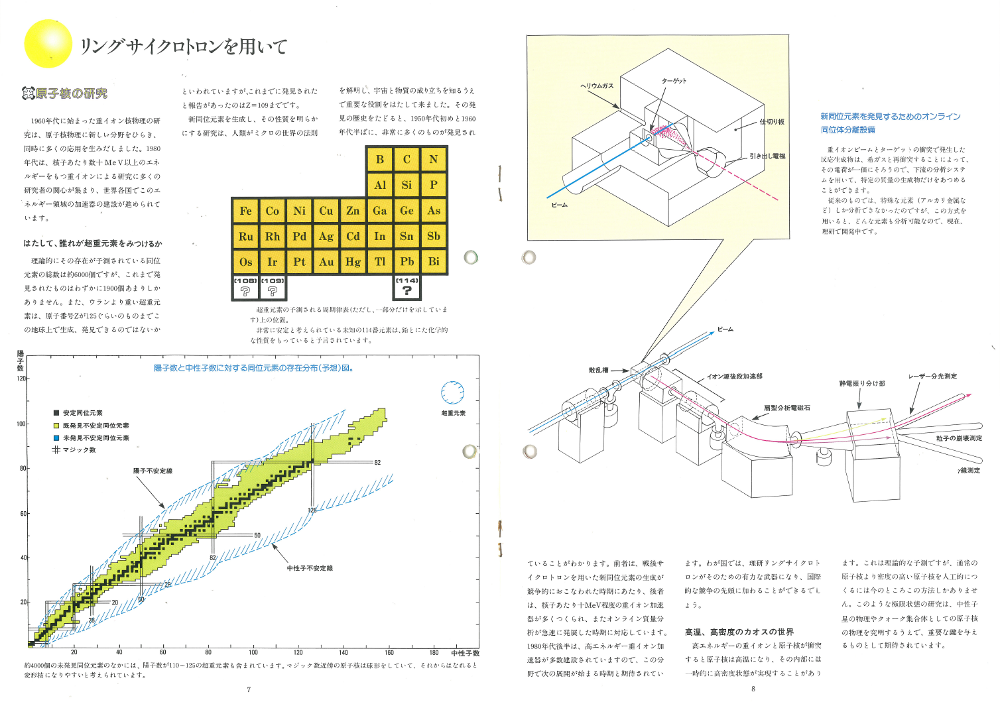 リングサイクロトロンを用いて
原子核の研究
1960年代に始まった重イオン核物理の研
究は、原子核物理に新しい分野をひらき、
同時に多くの応用を生みだしました。1980
年代は、核子あたり数十MeV以上のエネ
ルギーをもつ重イオンによる研究に多くの
研究者の関心が集まり、世界各国でこのエ
ネルギー領域の加速器の建設が進められて
います。
はたして、誰れが超重元素をみつけるか
理論的にその存在が予測されている同位
元素の総数は約6000個ですが、これまで発
見されたものはわずかに1900個あまりしか
ありません。また、ウランより重い超重元
素は、原子番号Zが125ぐらいのものまでこ
の地球上で生成、発見できるのではないか
といわれていますが、これまでに発見された
と報告があったのはZ=109までです。
新同位元素を生成し、その性質を明らか
にする研究は、人類がミクロの世界の法則
を解明し、宇宙と物質の成り立ちを知るうえ
で重要な役割をはたして来ました。その発
見の歴史をたどると、1950年代初めと1960
年代半ばに、非常に多くのものが発見され
B C N
Al Si P
Fe Co Ni Cu Zn Ga Ge As
Ru Rh Pd Ag Cd In Sn Sb
Os Ir Pt Au Hg Tl Pb Bi
(108) (109) (114)
? ? ?
超重元素の予測される周期律表(ただし、一部分だけを示していま
す)上の位置。
非常に安定と考えられている未知の114番元素は、鉛とにた化学的
な性質をもっていると予言されています。
陽子数
陽子数と中性子数に対する同位元素の存在分布(予想)図。
120
100
80
60
40
20
超重元素
安定同位元素
既発見不安定同位元素
未発見不安定同位元素
マジック数
陽子不安定線
82
126
50
82
中性子不安定線
28
50
20
28
20 40 60 80 100 120 140 160 180 中性子数
約4000個の未発見同位元素のなかには、陽子数が110〜125の超重元素も含まれています。マジック数近傍の原子核は球形をしていて、それからはなれると
変形核になりやすいと考えられています。
7
ヘリウムガス
ターゲット
仕切り板
引き出し電極
ビーム
新同位元素を発見するためのオンライン
同位体分離設備
重イオンビームとターゲットの衝突で発生した
反応生成物は、希ガスと再衝突することによって、
その電荷が一価にそろうので、下流の分析システ
ムを用いて、特定の質量の生成物だけをあつめる
ことができます。
従来のものでは、特殊な元素(アルカリ金属な
ど)しか分析できなかったのですが、この方式を
用いると、どんな元素も分析可能なので、現在、
理研で開発中です。
ビーム
散乱槽
イオン源後段加速部
扇型分析電磁石
静電振り分け部
レーザー分光測定
粒子の崩壊測定
γ線測定
ていることがわかります。前者は、戦後サ
イクロトロンを用いた新同位元素の生成が
競争的におこなわれた時期にあたり、後者
は、核子あたり十MeV程度の重イオン加速
器が多くつくられ、またオンライン質量分
析が急速に発展した時期に対応しています。
1980年代後半は、高エネルギー重イオン加
速器が多数建設されていますので、この分
野で次の展開が始まる時期と期待されてい
ます。わが国では、理研リングサイクロト
ロンがそのための有力な武器になり、国際
的な競争の先頭に加わることができるでし
ょう。
高温、高密度のカオスの世界
高エネルギーの重イオンと原子核が衝突
すると原子核は高温になり、その内部には
一時的に高密度状態が実現することがあり
ます。これは理論的な予測ですが、通常の
原子核より密度の高い原子核を人工的につ
くるには今のところこの方法しかありませ
ん。このような極限状態の研究は、中性子
星の物理やクォーク集合体としての原子核
の物理を究明するうえで、重要な鍵を与え
るものとして期待されています。
8